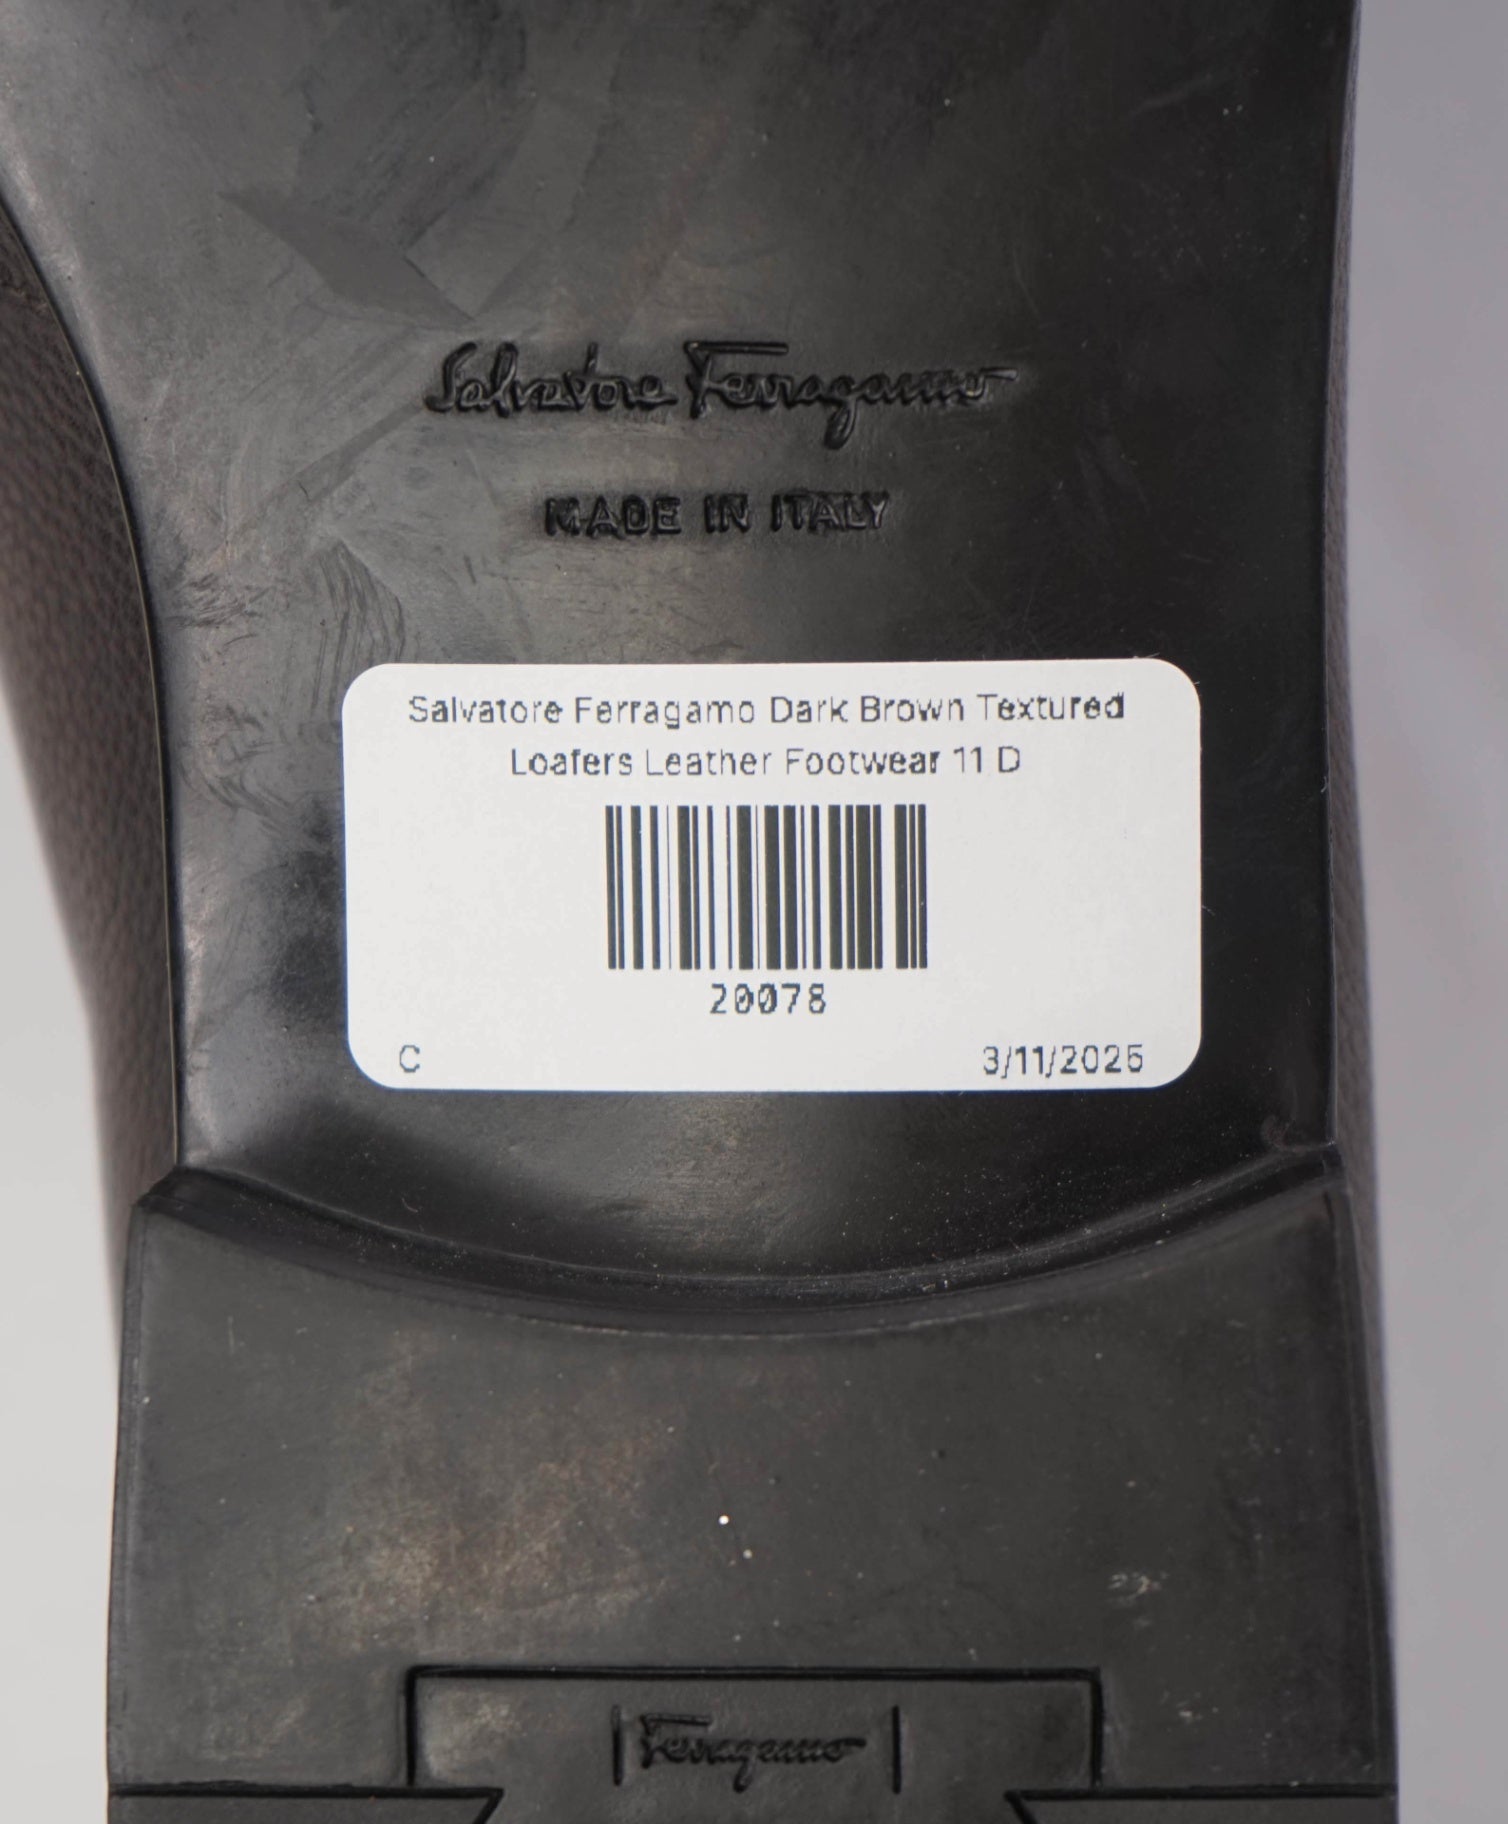 Salvatore Ferragamo
MADE IN ITALY
Salvatore Ferragamo Dark Brown Textured
Loafers Leather Footwear 11 D
20078
C
3/11/2025
Ferragamo